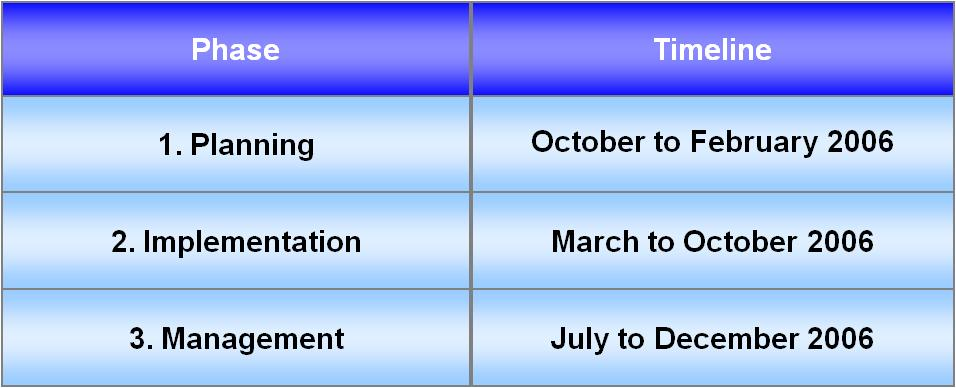 Phase
Timeline
1. Planning
October to February 2006
2. Implementation
March to October 2006
3. Management
July to December 2006